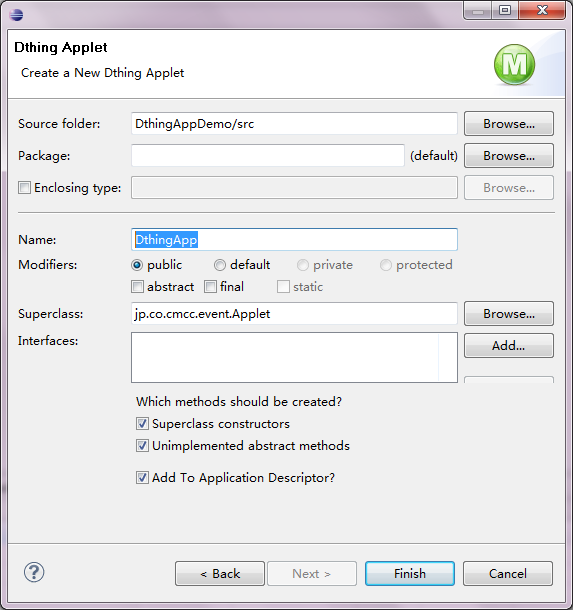 Dthing Applet
Create a New Dthing Applet
M
Source folder: DthingAppDemo/src Browse...
Package: (default) Browse...
Enclosing type: Browse...
Name: DthingApp
Modifiers: public default private protected
abstract final static
Superclass: jp.co.cmcc.event.Applet Browse...
Interfaces: Add...
Which methods should be created?
Superclass constructors
Unimplemented abstract methods
Add To Application Descriptor?
? < Back Next > Finish Cancel